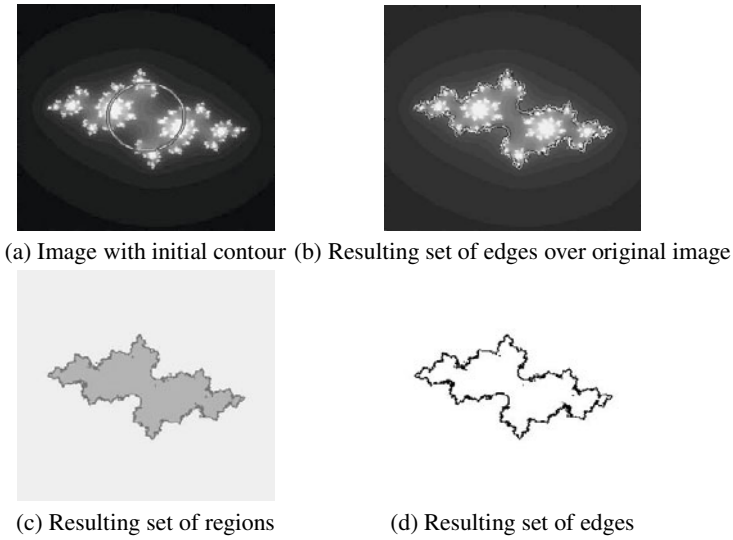 (a) Image with initial contour (b) Resulting set of edges over original image
(c) Resulting set of regions (d) Resulting set of edges